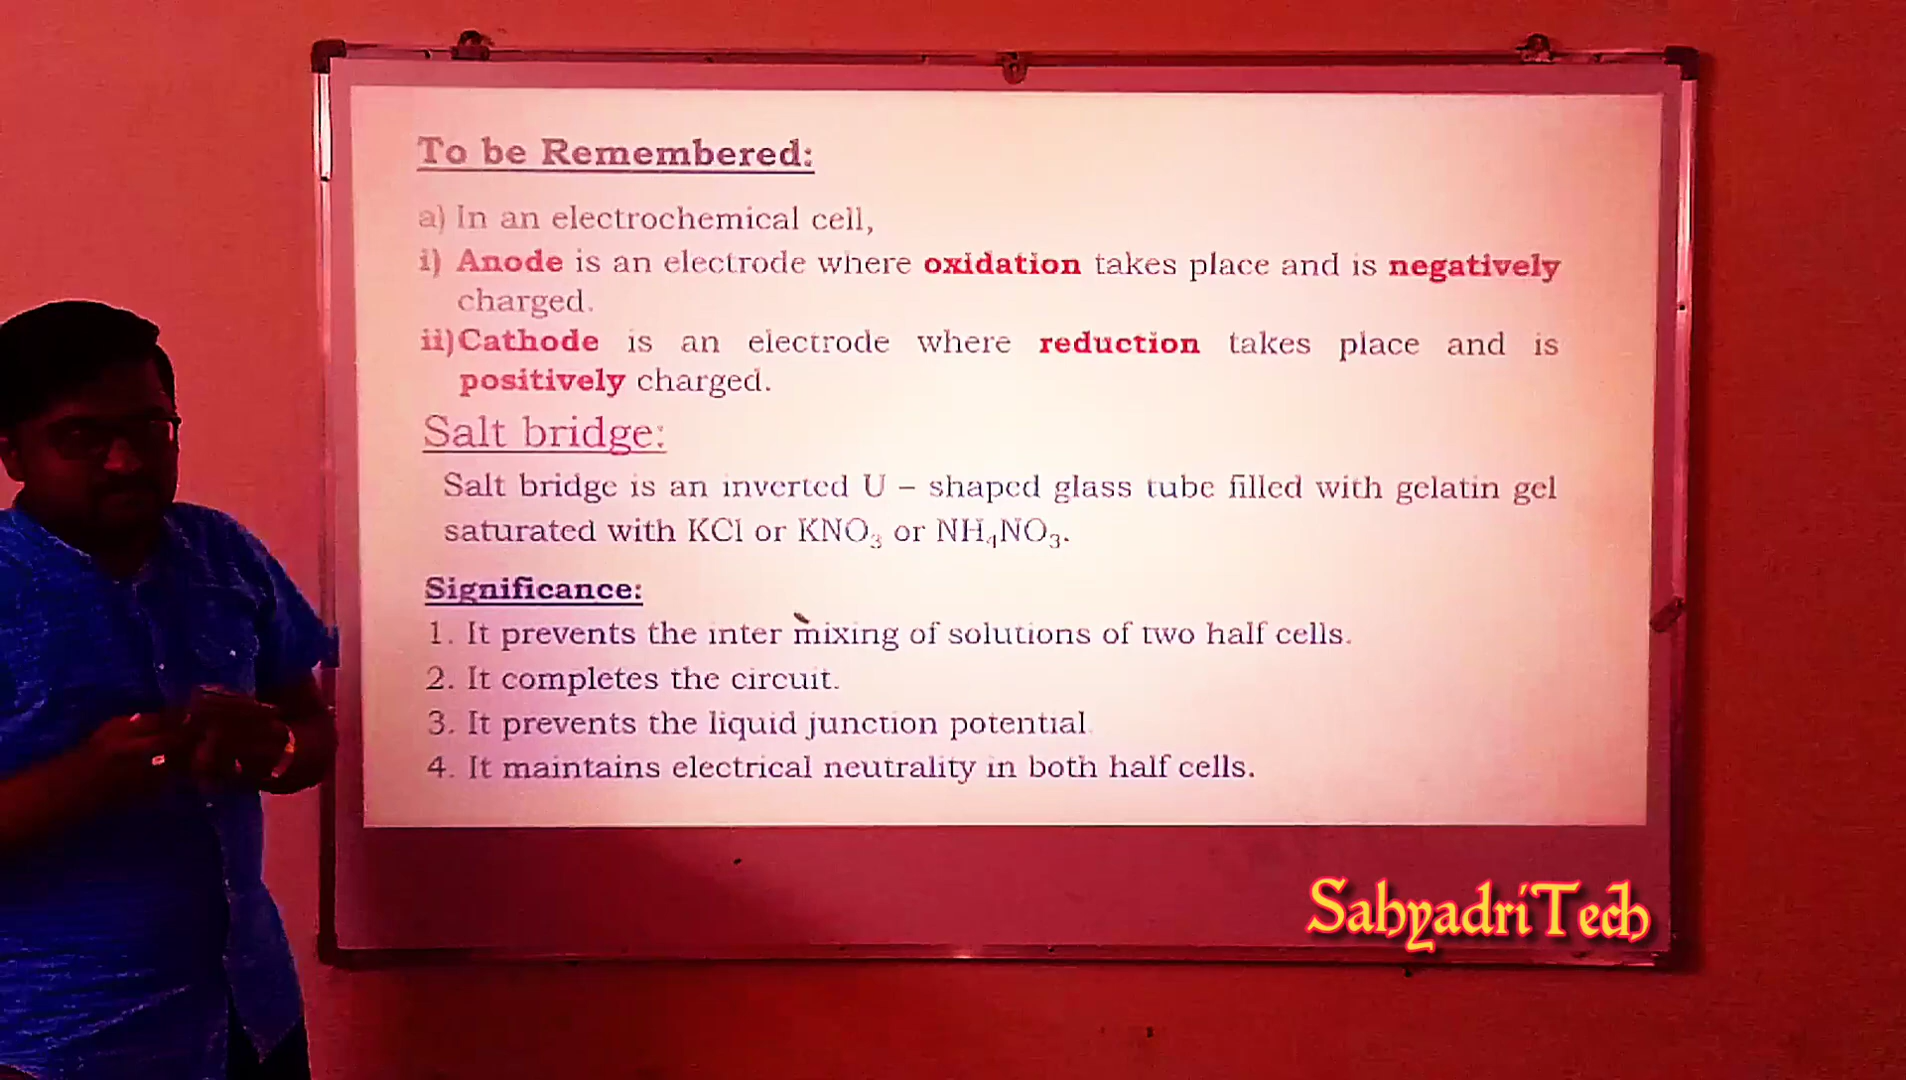 To be Remembered:
a) In an electrochemical cell,
i) Anode is an electrode where oxidation takes place and is negatively
charged.
ii)Cathode is an electrode where reduction takes place and is
positively charged.
Salt bridge:
Salt bridge is an inverted U – shaped glass tube filled with gelatin gel
saturated with KCl or KNO₃ or NH₄NO₃.
Significance:
1. It prevents the inter mixing of solutions of two half cells.
2. It completes the circuit.
3. It prevents the liquid junction potential.
4. It maintains electrical neutrality in both half cells.
SahyadriTech